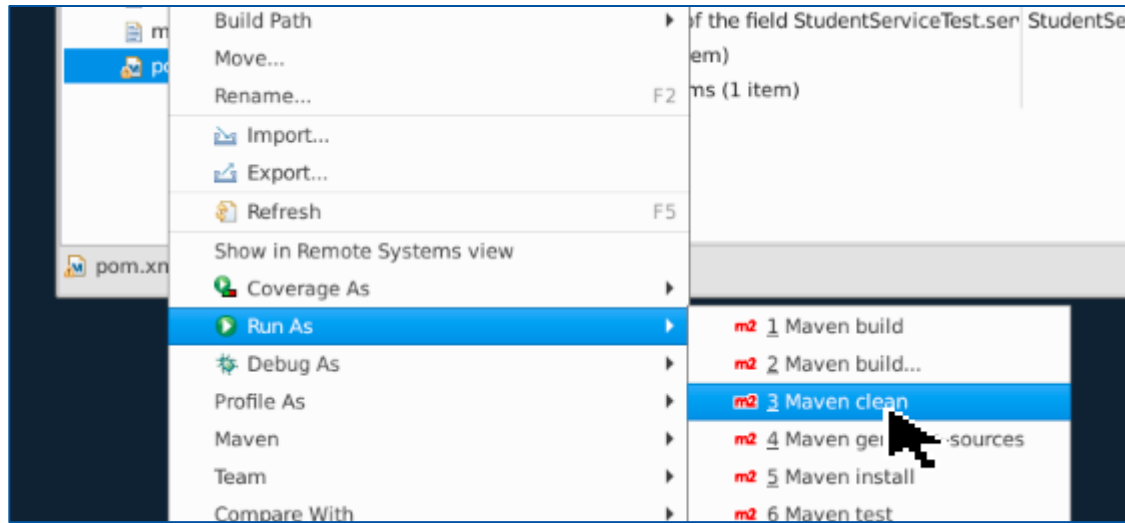 Build Path
of the field StudentServiceTest.ser StudentSe
m
Move...
em)
po
Rename... F2
ms (1 item)
Import...
Export...
Refresh F5
Show in Remote Systems view
pom.xm
Coverage As
Run As
m2 1 Maven build
Debug As
m2 2 Maven build...
Profile As
m2 3 Maven clean
Maven
m2 4 Maven ge -sources
Team
m2 5 Maven install
Compare With
m2 6 Maven test